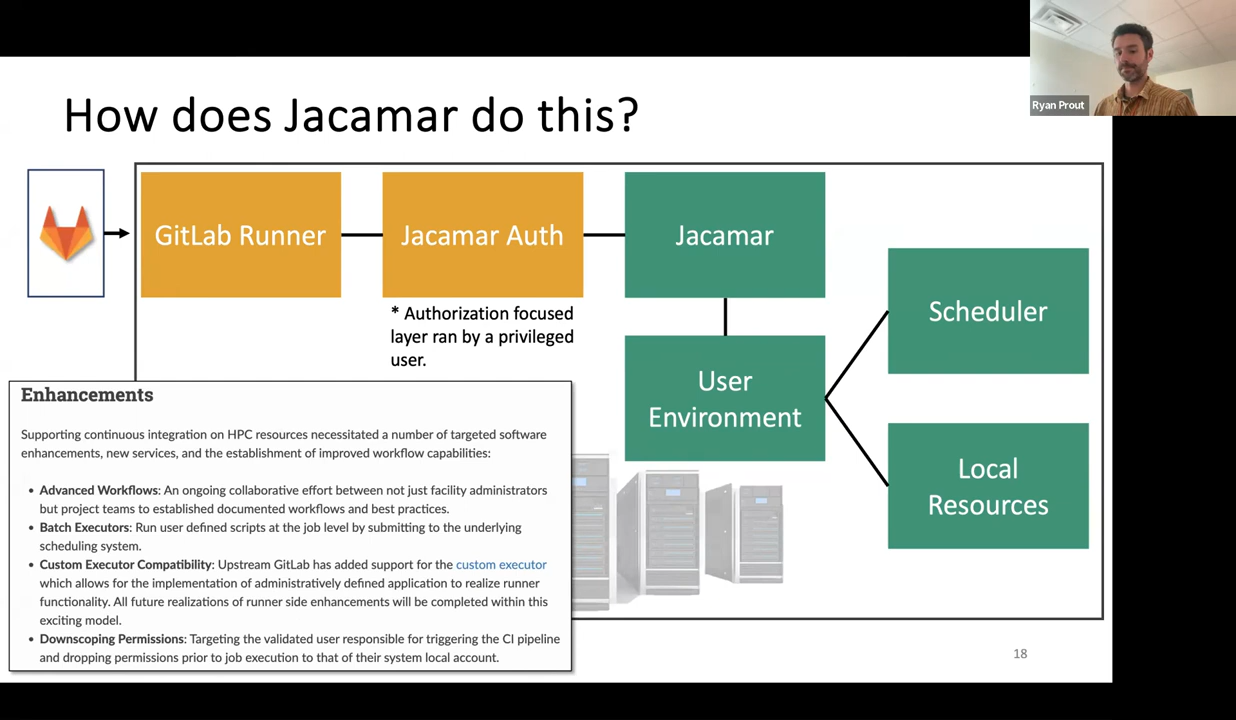 Ryan Prout
How does Jacamar do this?
GitLab Runner
Jacamar Auth
Jacamar
* Authorization focused
layer ran by a privileged
user.
Scheduler
User
Environment
Local
Resources
Enhancements
Supporting continuous integration on HPC resources necessitated a number of targeted software
enhancements, new services, and the establishment of improved workflow capabilities:
• Advanced Workflows: An ongoing collaborative effort between not just facility administrators
but project teams to established documented workflows and best practices.
• Batch Executors: Run user defined scripts at the job level by submitting to the underlying
scheduling system.
• Custom Executor Compatibility: Upstream GitLab has added support for the custom executor
which allows for the implementation of administratively defined application to realize runner
functionality. All future realizations of runner side enhancements will be completed within this
exciting model.
• Downscoping Permissions: Targeting the validated user responsible for triggering the CI pipeline
and dropping permissions prior to job execution to that of their system local account.
18